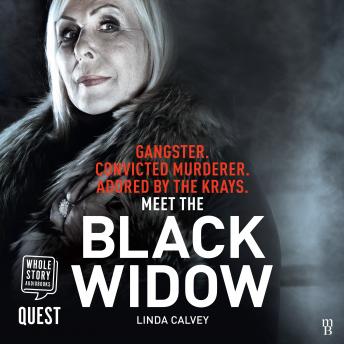 GANGSTER.
CONVICTED MURDERER.
ADORED BY THE KRAYS.
MEET THE
BLACK
WIDOW
LINDA CALVEY
WHOLE
STORY
AUDIOBOOKS
QUEST
mB